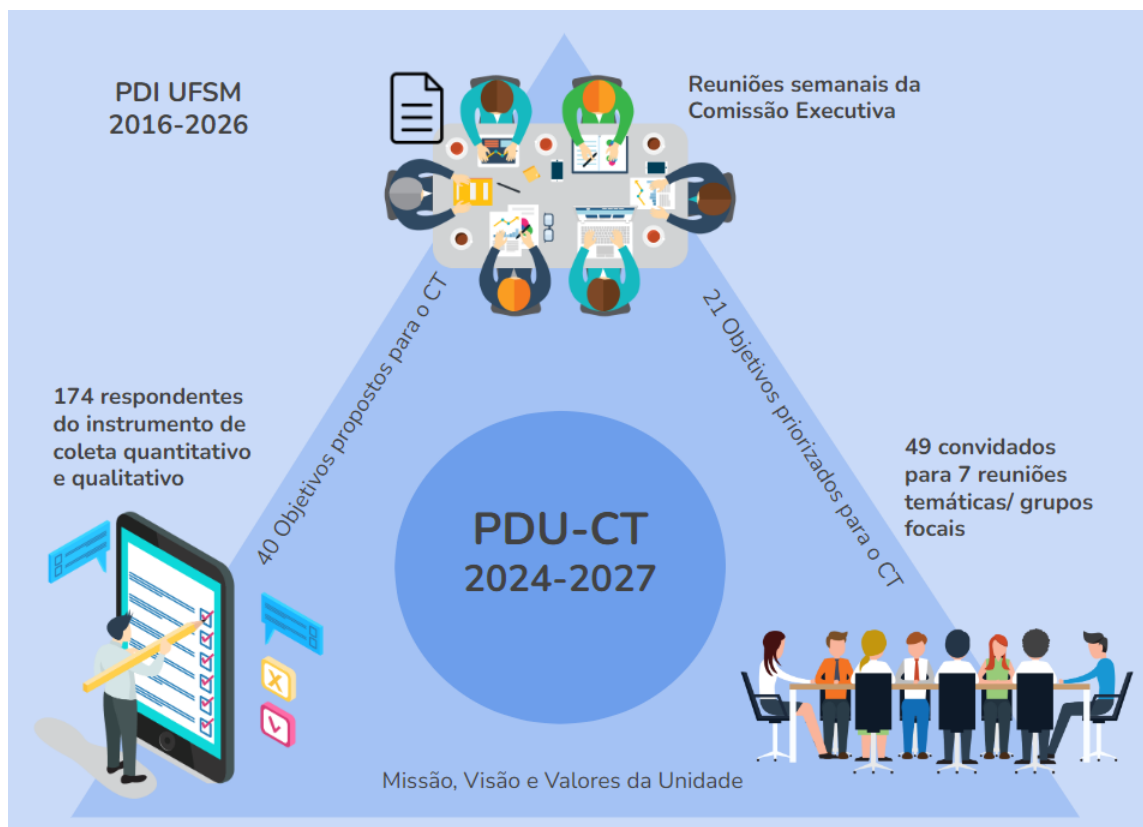 PDI UFSM
2016-2026
Reuniões semanais da
Comissão Executiva
40 Objetivos propostos para o CT
21 Objetivos priorizados para o CT
174 respondentes
do instrumento de
coleta quantitativo
e qualitativo
49 convidados
para 7 reuniões
temáticas/ grupos
focais
PDU-CT
2024-2027
Missão, Visão e Valores da Unidade